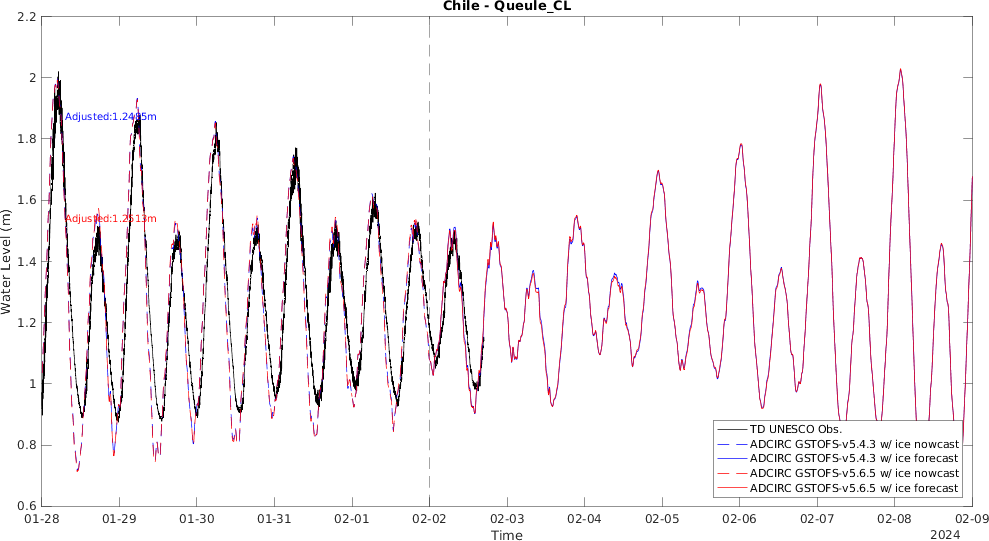 Chile - Queule_CL
2.2
2
1.8
1.6
1.4
1.2
1
0.8
0.6
Water Level (m)
Adjusted:1.2495m
Adjusted:1.2513m
TD UNESCO Obs.
ADCIRC GSTOFS-v5.4.3 w/ ice nowcast
ADCIRC GSTOFS-v5.4.3 w/ ice forecast
ADCIRC GSTOFS-v5.6.5 w/ ice nowcast
ADCIRC GSTOFS-v5.6.5 w/ ice forecast
01-28 01-29 01-30 01-31 02-01 02-02 02-03 02-04 02-05 02-06 02-07 02-08 02-09
Time
2024